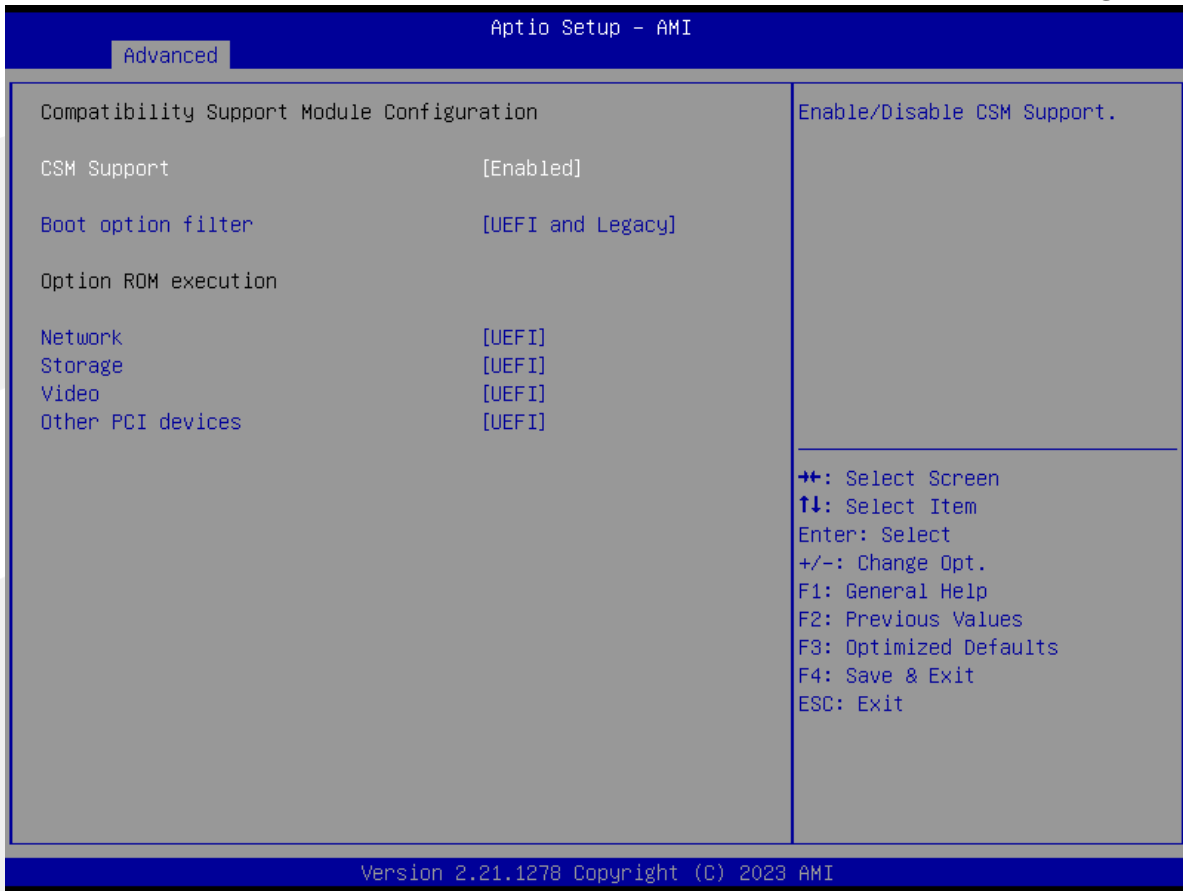 Aptio Setup - AMI
Advanced
Compatibility Support Module Configuration
CSM Support [Enabled]
Boot option filter [UEFI and Legacy]
Option ROM execution
Network [UEFI]
Storage [UEFI]
Video [UEFI]
Other PCI devices [UEFI]
Enable/Disable CSM Support.
→←: Select Screen
↑↓: Select Item
Enter: Select
+/-: Change Opt.
F1: General Help
F2: Previous Values
F3: Optimized Defaults
F4: Save & Exit
ESC: Exit
Version 2.21.1278 Copyright (C) 2023 AMI